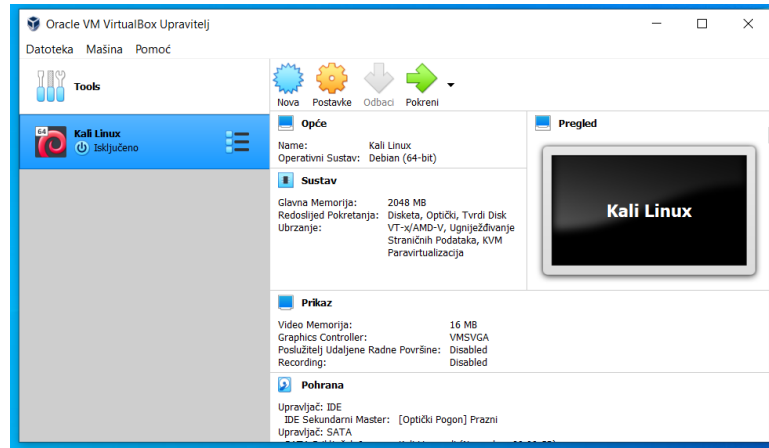 Oracle VM VirtualBox Upravitelj
Datoteka Mašina Pomoć
Tools
Nova Postavke Odbaci Pokreni
64
Kali Linux
Isključeno
Opće
Name: Kali Linux
Operativni Sustav: Debian (64-bit)
Sustav
Glavna Memorija: 2048 MB
Redoslijed Pokretanja: Disketa, Optički, Tvrdi Disk
Ubrzanje: VT-x/AMD-V, Ugniježđivanje
Straničnih Podataka, KVM
Paravirtualizacija
Pregled
Kali Linux
Prikaz
Video Memorija: 16 MB
Graphics Controller: VMSVGA
Poslužitelj Udaljene Radne Površine: Disabled
Recording: Disabled
Pohrana
Upravljač: IDE
IDE Sekundarni Master: [Optički Pogon] Prazni
Upravljač: SATA